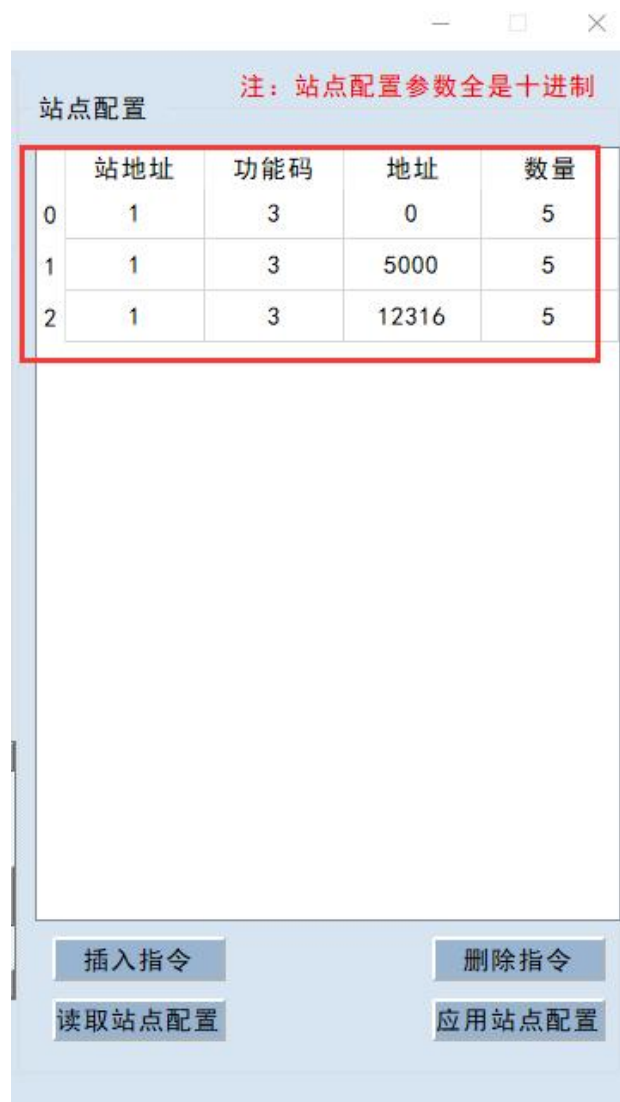 注：站点配置参数全是十进制
站点配置
站地址 功能码 地址 数量
0 1 3 0 5
1 1 3 5000 5
2 1 3 12316 5
插入指令 删除指令
读取站点配置 应用站点配置